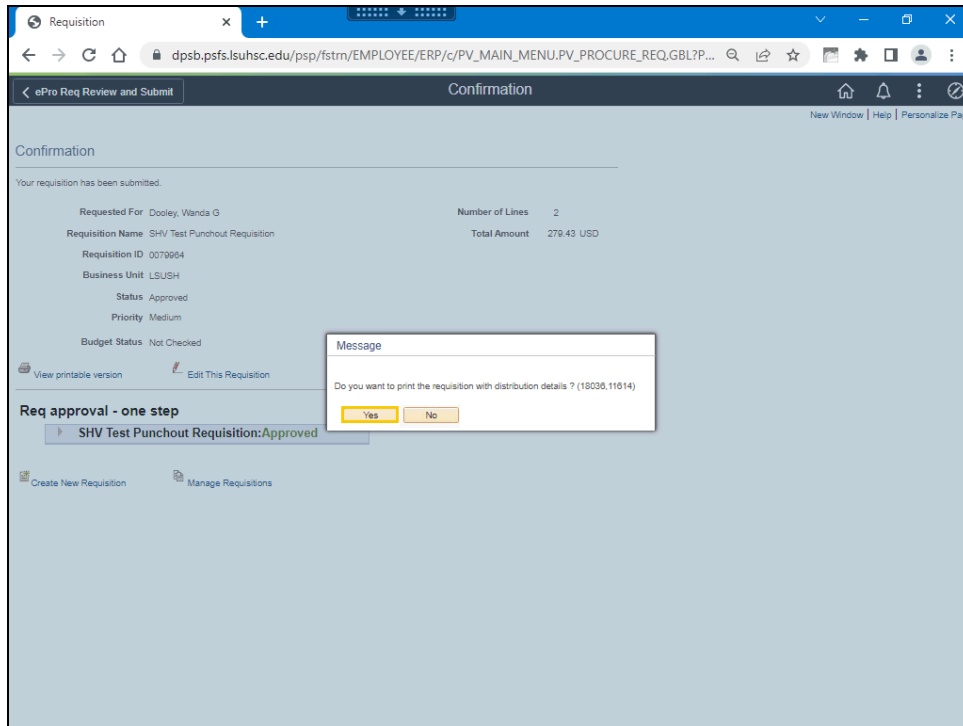 Requisition
dpsb.psfs.lsuhsc.edu/psp/fstrn/EMPLOYEE/ERP/c/PV_MAIN_MENU.PV_PROCURE_REQ.GBL?P...
ePro Req Review and Submit
Confirmation
New Window | Help | Personalize Pa
Confirmation
Your requisition has been submitted.
Requested For Dooley, Wanda G Number of Lines 2
Requisition Name SHV Test Punchout Requisition Total Amount 279.43 USD
Requisition ID 0079964
Business Unit LSUSH
Status Approved
Priority Medium
Budget Status Not Checked
View printable version Edit This Requisition
Message
Do you want to print the requisition with distribution details ? (18036,11614)
Yes No
Req approval - one step
SHV Test Punchout Requisition:Approved
Create New Requisition Manage Requisitions